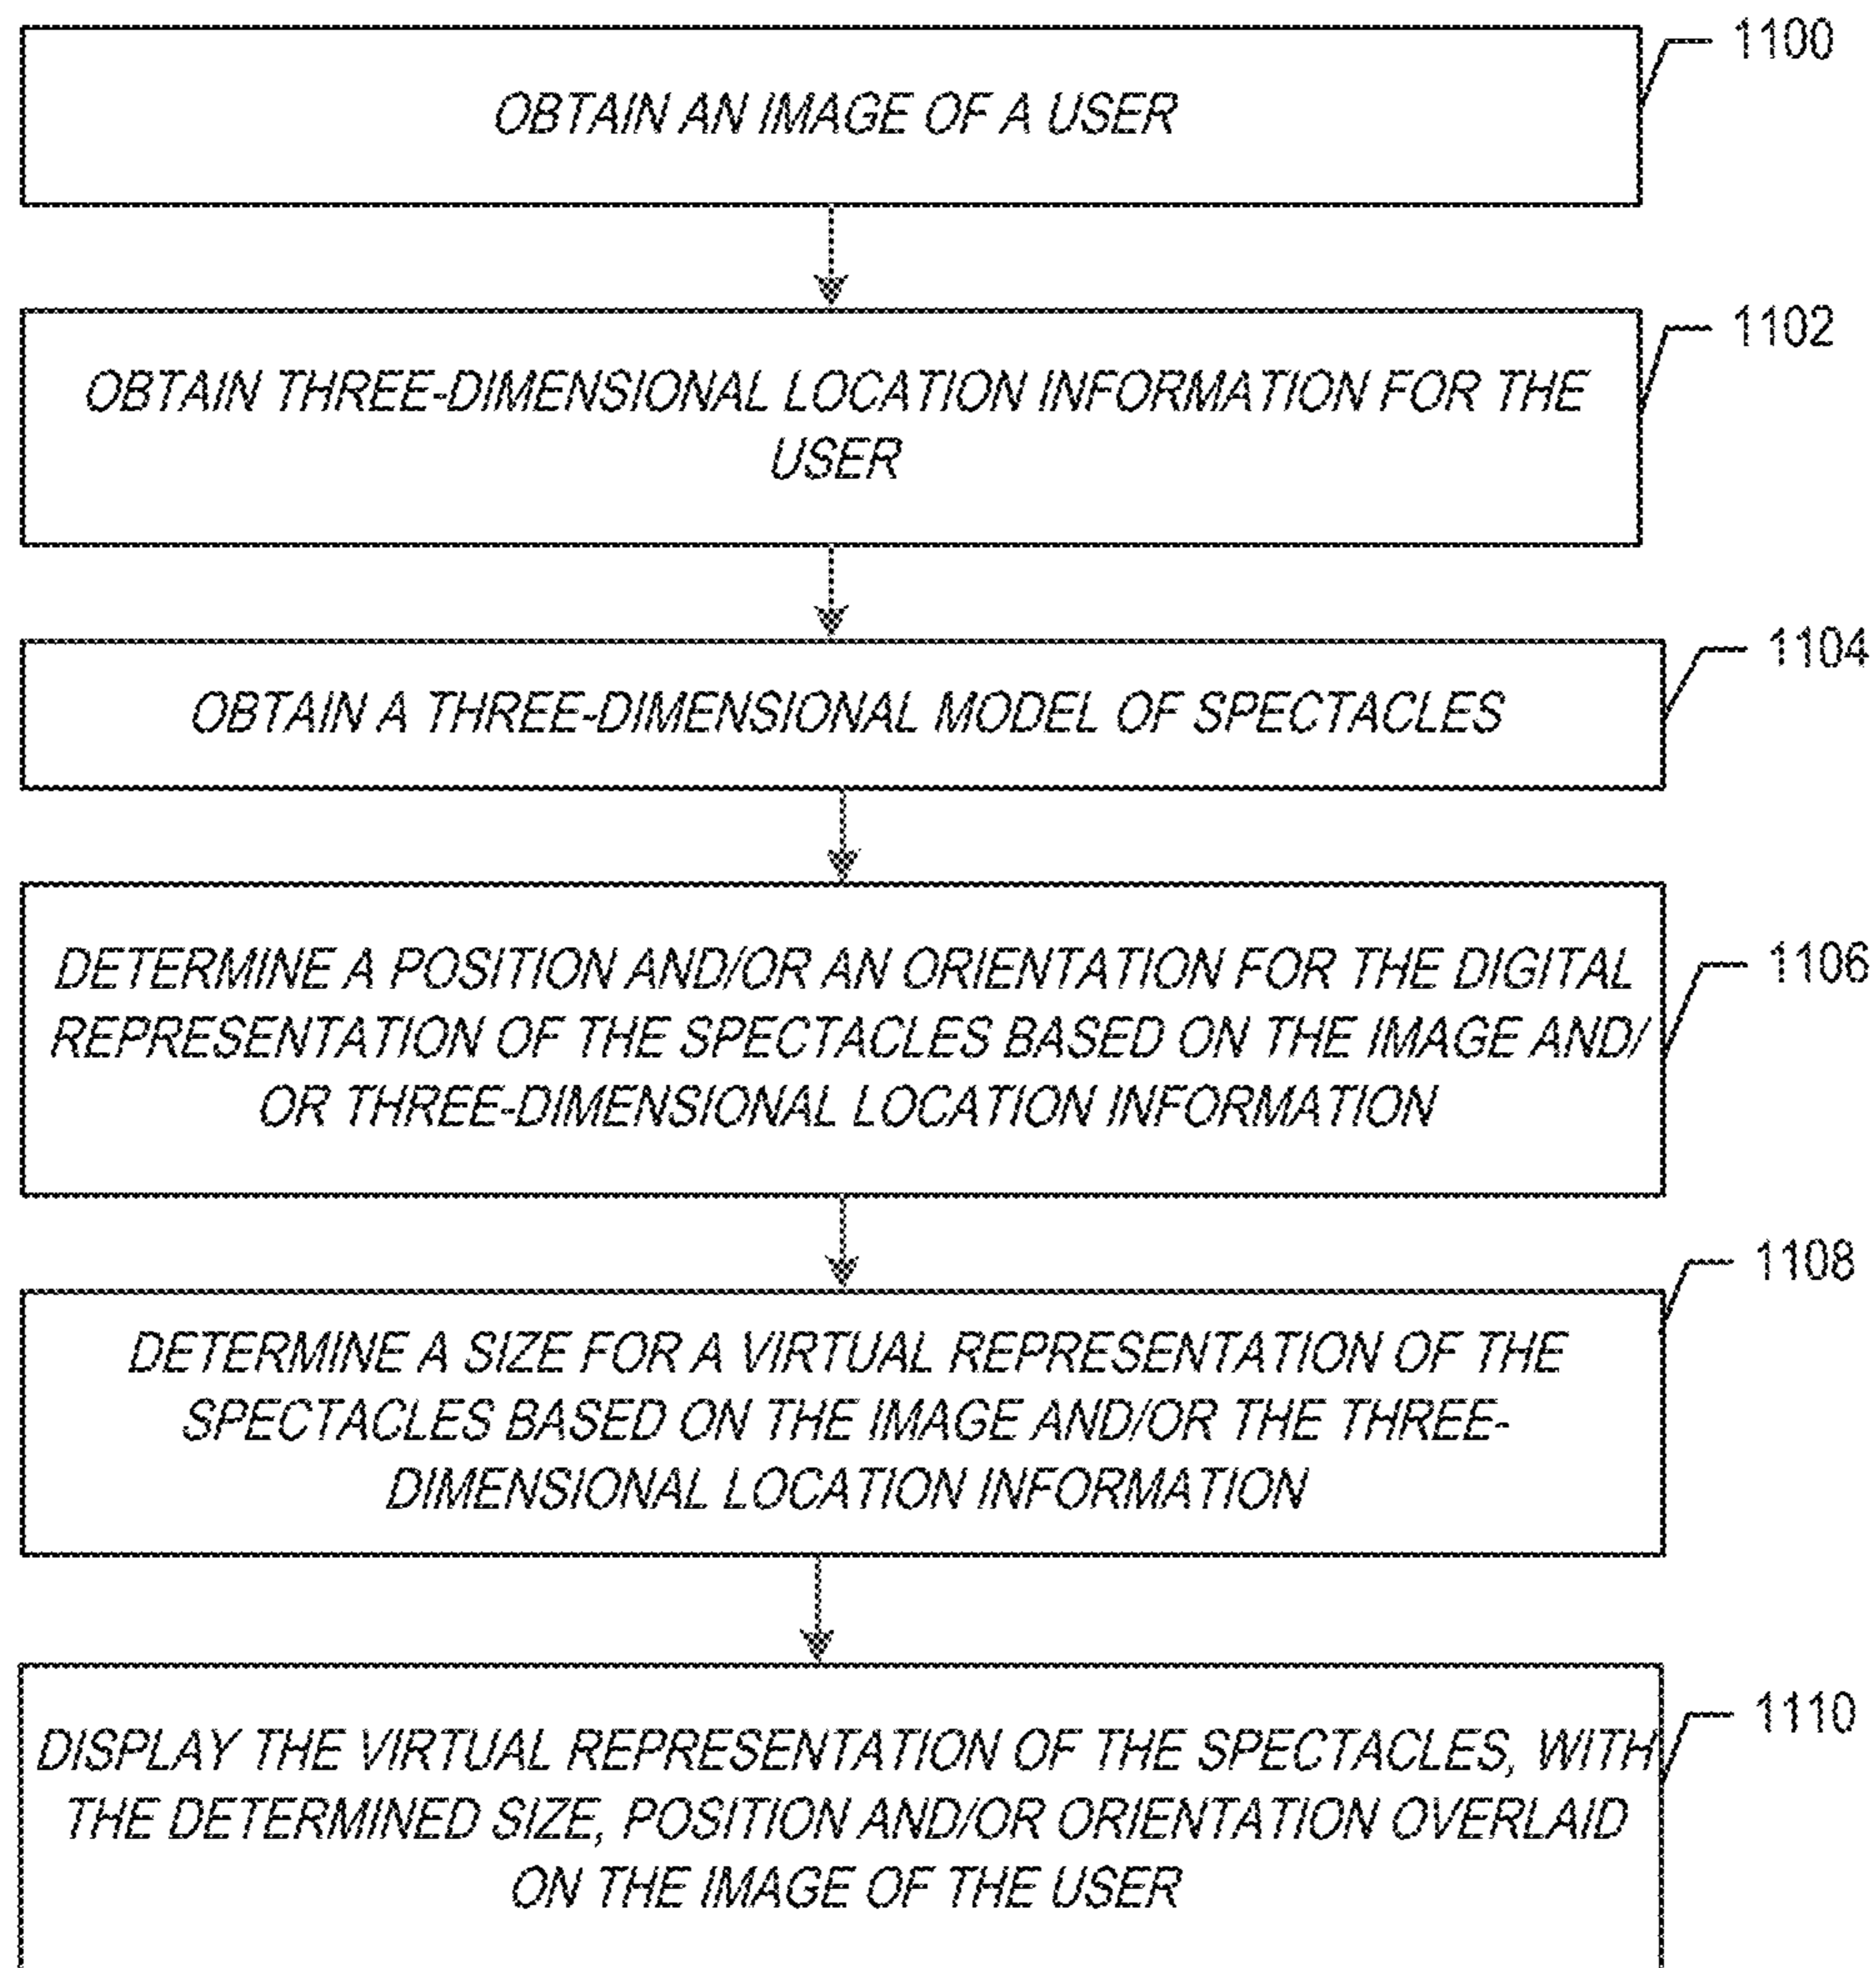 1100
OBTAIN AN IMAGE OF A USER
1102
OBTAIN THREE-DIMENSIONAL LOCATION INFORMATION FOR THE
USER
1104
OBTAIN A THREE-DIMENSIONAL MODEL OF SPECTACLES
1106
DETERMINE A POSITION AND/OR AN ORIENTATION FOR THE DIGITAL
REPRESENTATION OF THE SPECTACLES BASED ON THE IMAGE AND/
OR THREE-DIMENSIONAL LOCATION INFORMATION
1108
DETERMINE A SIZE FOR A VIRTUAL REPRESENTATION OF THE
SPECTACLES BASED ON THE IMAGE AND/OR THE THREE-
DIMENSIONAL LOCATION INFORMATION
1110
DISPLAY THE VIRTUAL REPRESENTATION OF THE SPECTACLES, WITH
THE DETERMINED SIZE, POSITION AND/OR ORIENTATION OVERLAID
ON THE IMAGE OF THE USER